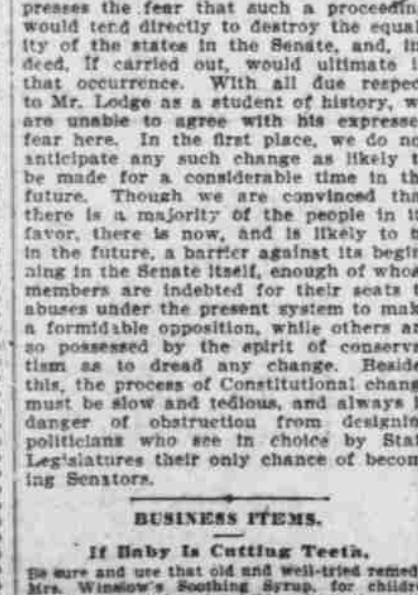 presses the fear that such a proceedin
would tend directly to destroy the equal
ity of the states in the Senate, and, in
deed, If carried out, would ultimate i
that occurrence. With all due respec
to Mr. Lodge as a student of history, w
are unable to agree with his expresse
fear here. In the first place, we do no
anticipate any such change as likely
be made for a considerable time in th
future. Though we are convinced tha
there is a majority of the people in it
favor, there is now, and is likely to b
in the future, a barrier against its begin
ning in the Senate itself, enough of whos
members are indebted for their seats t
abuses under the present system to mak
a formidable opposition, while others ar
so possessed by the spirit of conserva
tism as to dread any change. Beside
this, the process of Constitutional chang
must be slow and tedious, and always i
danger of obstruction from designin
politicians who see in choice by Stat
Legislatures their only chance of becom
ing Senators.
BUSINESS ITEMS.
If Baby Is Cutting Teeth,
Be sure and use that old and well-tried remed
Mrs. Winslow's Soothing Syrup, for childre